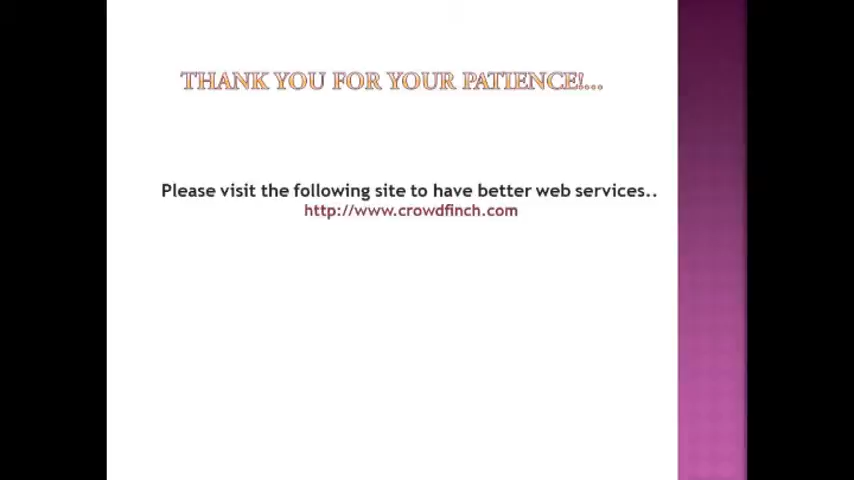 THANK YOU FOR YOUR PATIENCE!...
Please visit the following site to have better web services..
http://www.crowdfinch.com